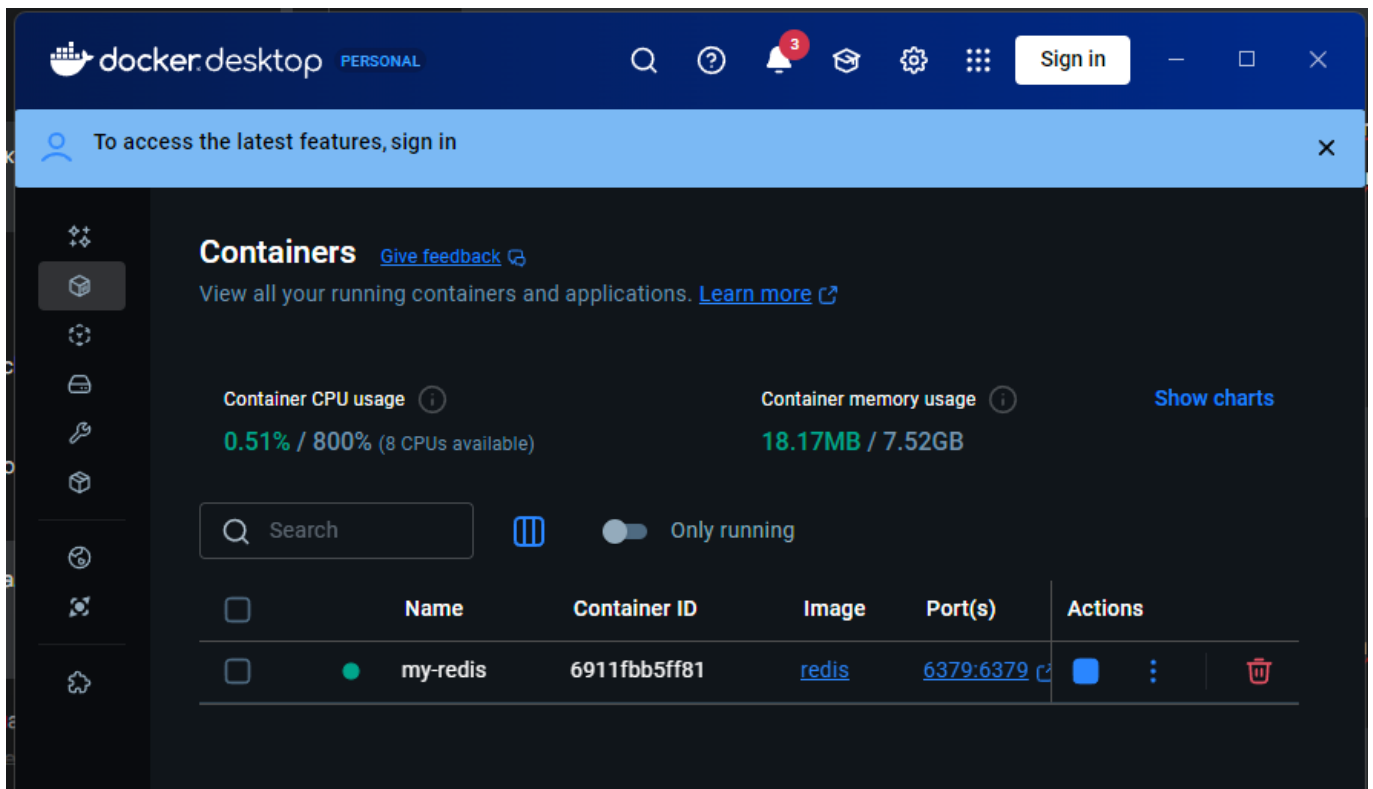 docker.desktop PERSONAL 3 Sign in
To access the latest features, sign in
Containers Give feedback
View all your running containers and applications. Learn more
Container CPU usage Container memory usage Show charts
0.51% / 800% (8 CPUs available) 18.17MB / 7.52GB
Search Only running
Name Container ID Image Port(s) Actions
my-redis 6911fbb5ff81 redis 6379:6379